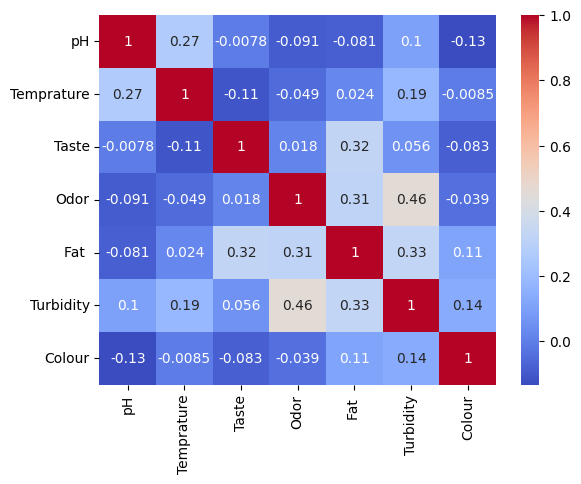 pH 1 0.27 -0.0078 -0.091 -0.081 0.1 -0.13
Temprature 0.27 1 -0.11 -0.049 0.024 0.19 -0.0085
Taste -0.0078 -0.11 1 0.018 0.32 0.056 -0.083
Odor -0.091 -0.049 0.018 1 0.31 0.46 -0.039
Fat -0.081 0.024 0.32 0.31 1 0.33 0.11
Turbidity 0.1 0.19 0.056 0.46 0.33 1 0.14
Colour -0.13 -0.0085 -0.083 -0.039 0.11 0.14 1
pH Temprature Taste Odor Fat Turbidity Colour
1.0
0.8
0.6
0.4
0.2
0.0